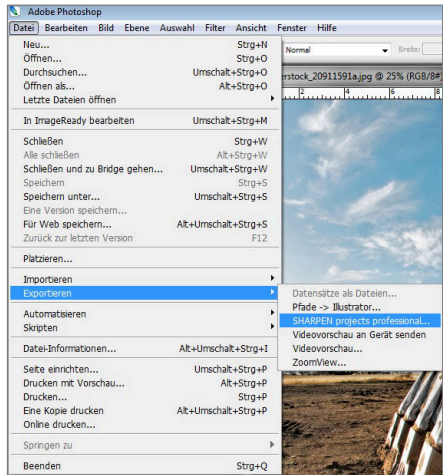 Adobe Photoshop
Datei Bearbeiten Bild Ebene Auswahl Filter Ansicht Fenster Hilfe
Neu... Strg+N
Öffnen... Strg+O
Durchsuchen... Umschalt+Strg+O
Öffnen als... Alt+Strg+O
Letzte Dateien öffnen
In ImageReady bearbeiten Umschalt+Strg+M
Schließen Strg+W
Alle schließen Alt+Strg+W
Schließen und zu Bridge gehen... Umschalt+Strg+W
Speichern Strg+S
Speichern unter... Umschalt+Strg+S
Eine Version speichern...
Für Web speichern... Alt+Umschalt+Strg+S
Zurück zur letzten Version F12
Platzieren...
Importieren
Exportieren
Automatisieren
Skripten
Datei-Informationen... Alt+Umschalt+Strg+I
Seite einrichten... Umschalt+Strg+P
Drucken mit Vorschau... Alt+Strg+P
Drucken... Strg+P
Eine Kopie drucken Alt+Umschalt+Strg+P
Online drucken...
Springen zu
Beenden Strg+Q
Normal Breite:
erstock_20911591a.jpg @ 25% (RGB/8#)
2 4 6 8
Datensätze als Dateien...
Pfade -> Illustrator...
SHARPEN projects professional...
Videovorschau an Gerät senden
Videovorschau...
ZoomView...